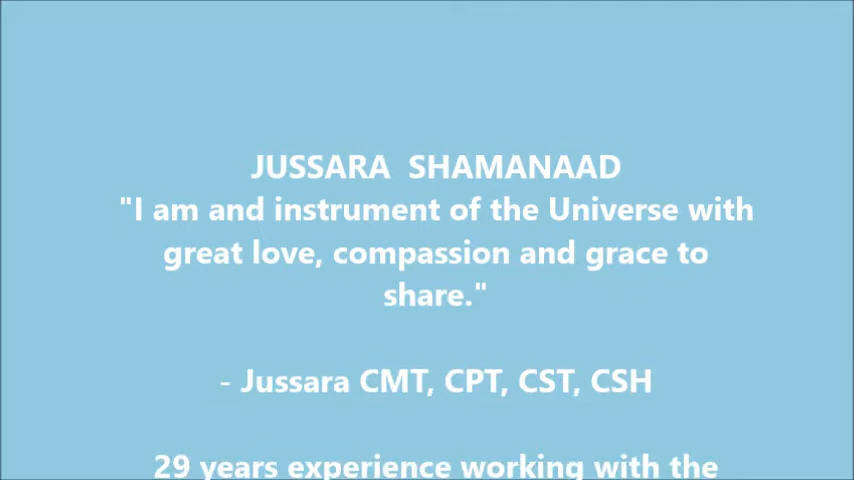 JUSSARA  SHAMANAAD
"I am and instrument of the Universe with
great love, compassion and grace to
share."
- Jussara CMT, CPT, CST, CSH
29 years experience working with the